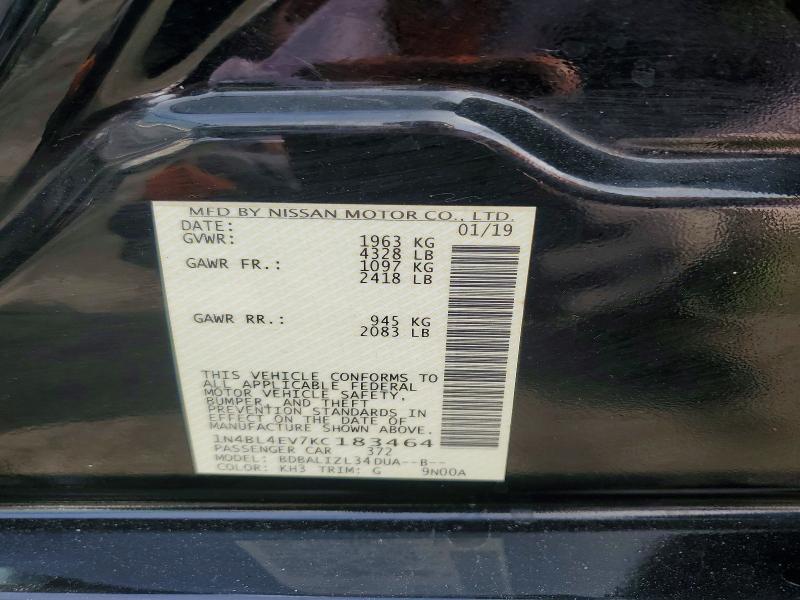 MFD BY NISSAN MOTOR CO., LTD.
DATE: 01/19
GVWR: 1963 KG
4328 LB
GAWR FR.: 1097 KG
2418 LB
GAWR RR.: 945 KG
2083 LB
THIS VEHICLE CONFORMS TO
ALL APPLICABLE FEDERAL
MOTOR VEHICLE SAFETY,
BUMPER, AND THEFT
PREVENTION STANDARDS IN
EFFECT ON THE DATE OF
MANUFACTURE SHOWN ABOVE.
1N4BL4EV7KC183464
PASSENGER CAR 372
MODEL: BDBALIZL34DUA--B--
COLOR: KH3 TRIM: G 9N00A